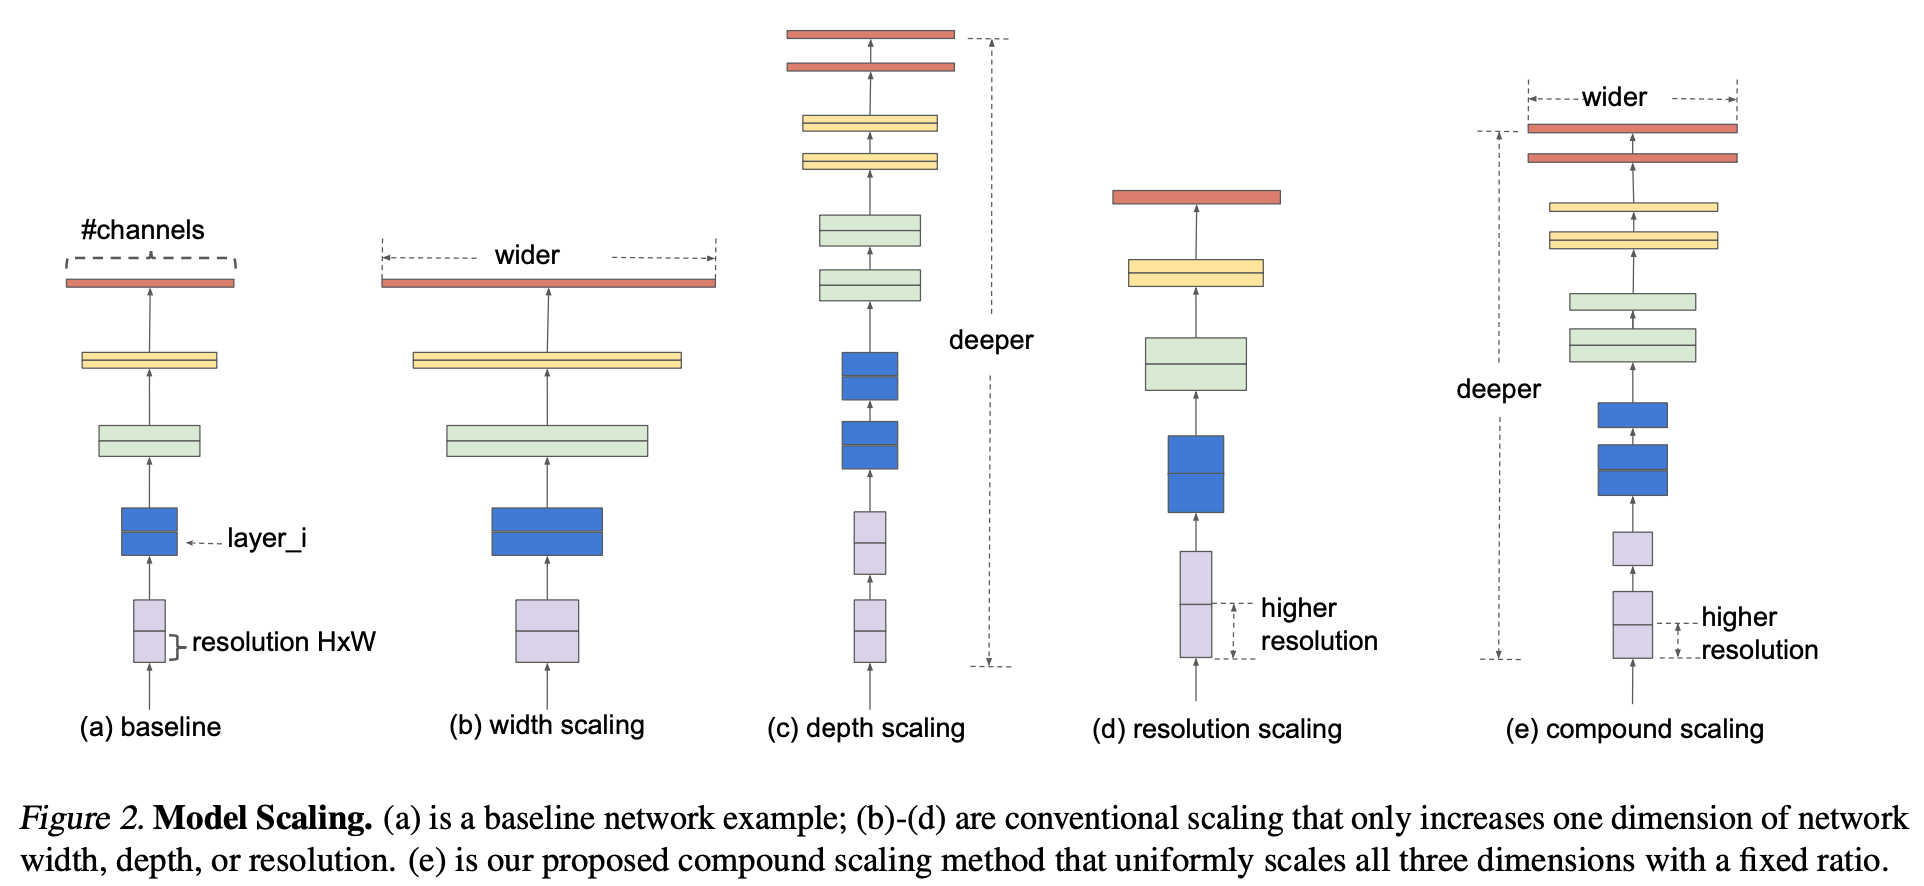 #channels
layer_i
resolution HxW
(a) baseline
wider
(b) width scaling
deeper
(c) depth scaling
higher
resolution
(d) resolution scaling
wider
deeper
higher
resolution
(e) compound scaling
Figure 2. Model Scaling. (a) is a baseline network example; (b)-(d) are conventional scaling that only increases one dimension of network
width, depth, or resolution. (e) is our proposed compound scaling method that uniformly scales all three dimensions with a fixed ratio.